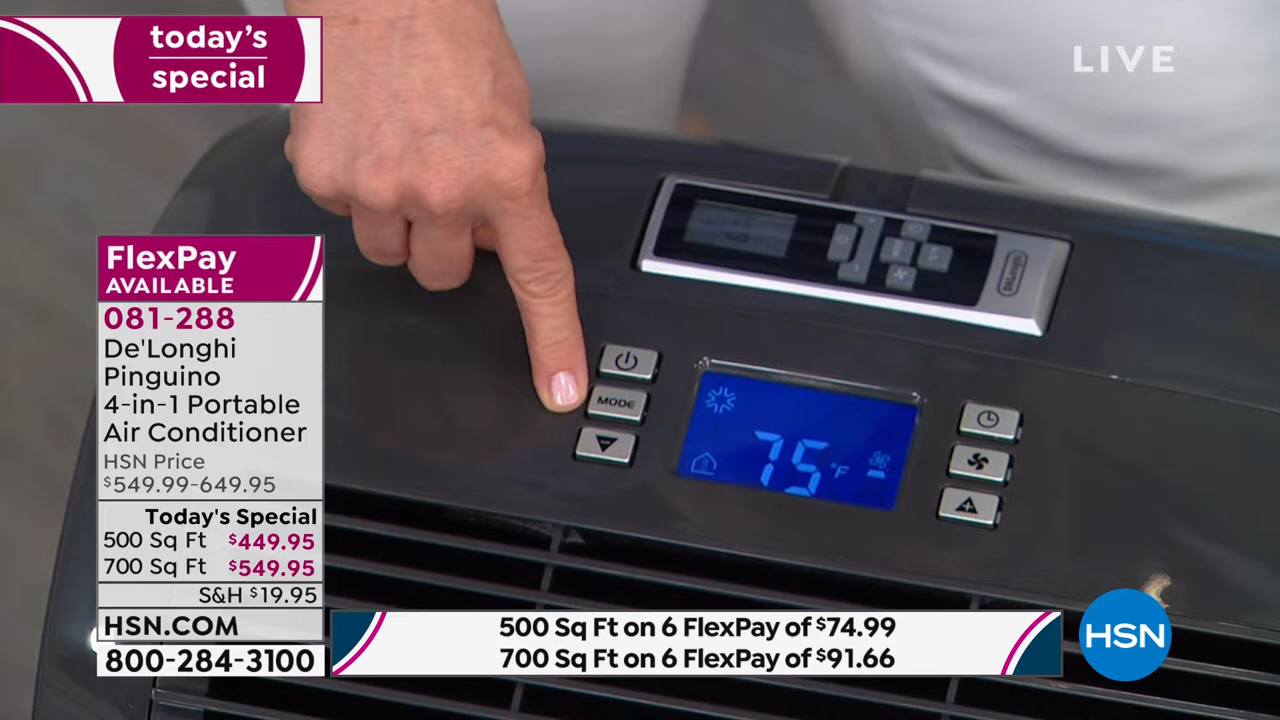 today's
special
LIVE
FlexPay
AVAILABLE
081-288
De'Longhi
Pinguino
4-in-1 Portable
Air Conditioner
HSN Price
$549.99-649.95
Today's Special
500 Sq Ft $449.95
700 Sq Ft $549.95
S&H $19.95
HSN.COM
800-284-3100
DeLonghi
MODE
75°F
500 Sq Ft on 6 FlexPay of $74.99
700 Sq Ft on 6 FlexPay of $91.66
HSN